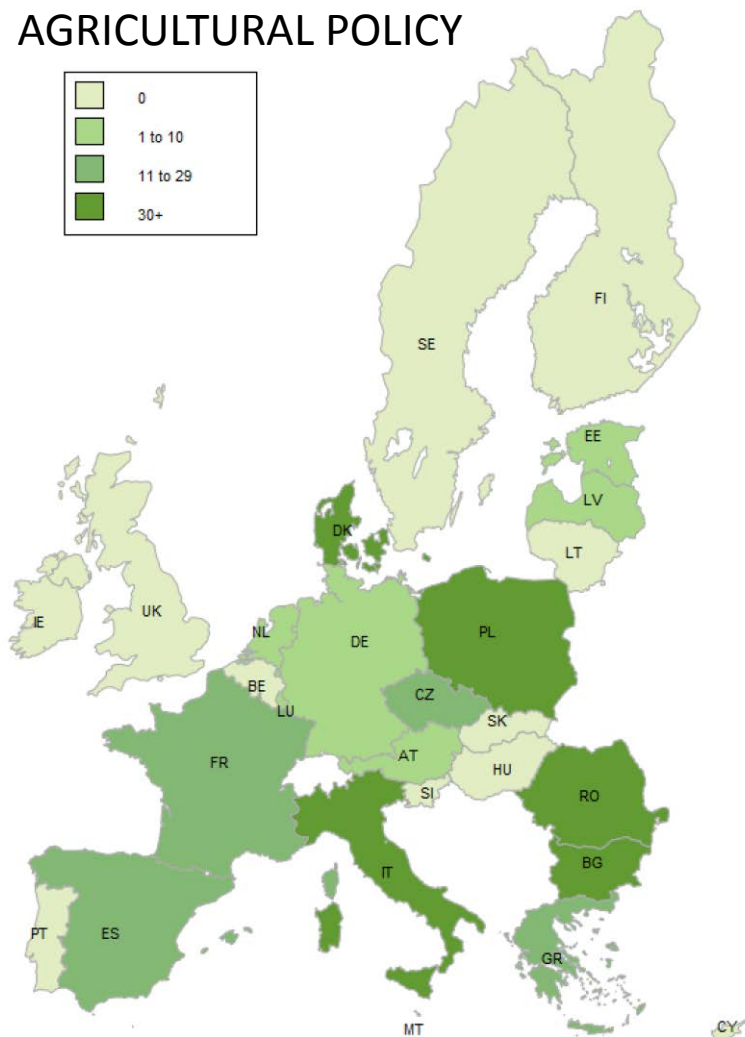 AGRICULTURAL POLICY
0
1 to 10
11 to 29
30+
FI
SE
EE
LV
DK
LT
IE
UK
NL
DE
PL
BE
CZ
LU
SK
FR
AT
HU
SI
RO
BG
IT
PT
ES
GR
MT
CY